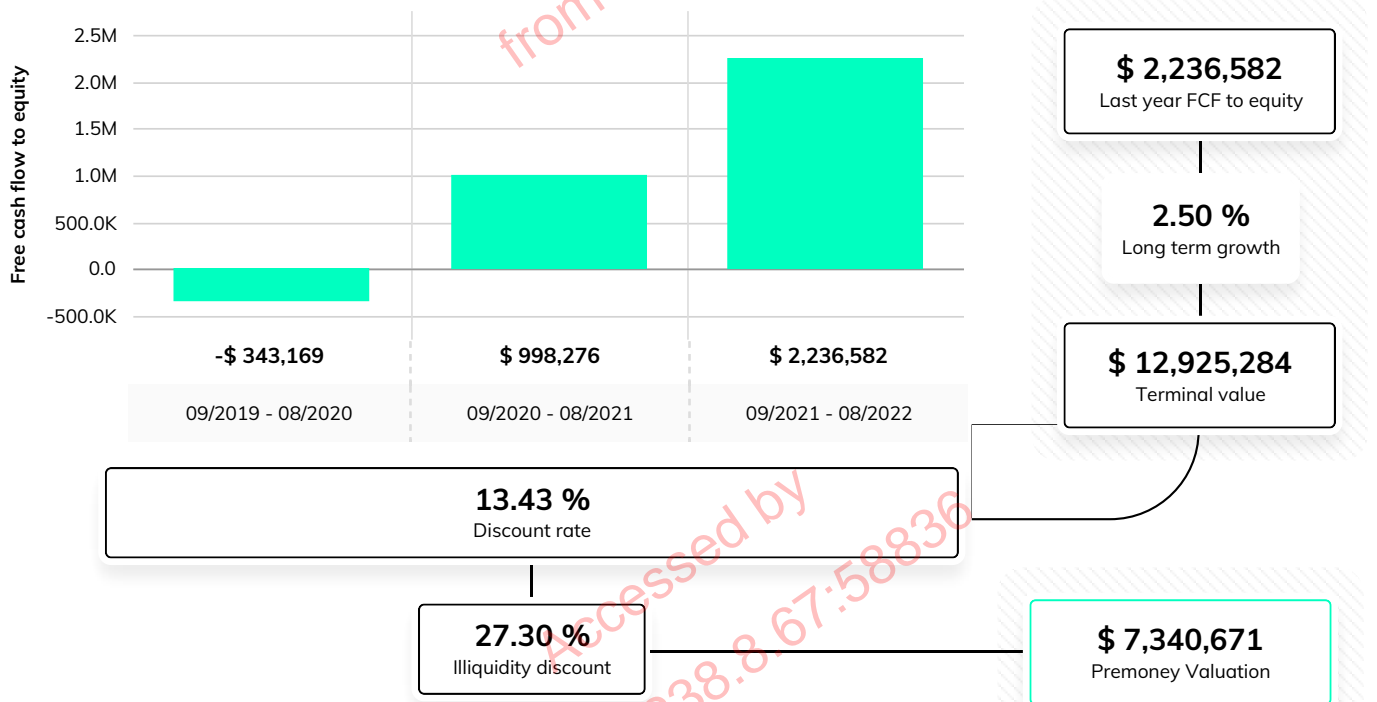 Free cash flow to equity
2.5M
2.0M
1.5M
1.0M
500.0K
0.0
-500.0K
-$ 343,169
$ 998,276
$ 2,236,582
09/2019 - 08/2020
09/2020 - 08/2021
09/2021 - 08/2022
$ 2,236,582
Last year FCF to equity
2.50 %
Long term growth
$ 12,925,284
Terminal value
13.43 %
Discount rate
27.30 %
Illiquidity discount
$ 7,340,671
Premoney Valuation
from
Accessed by
38.8.67:58836